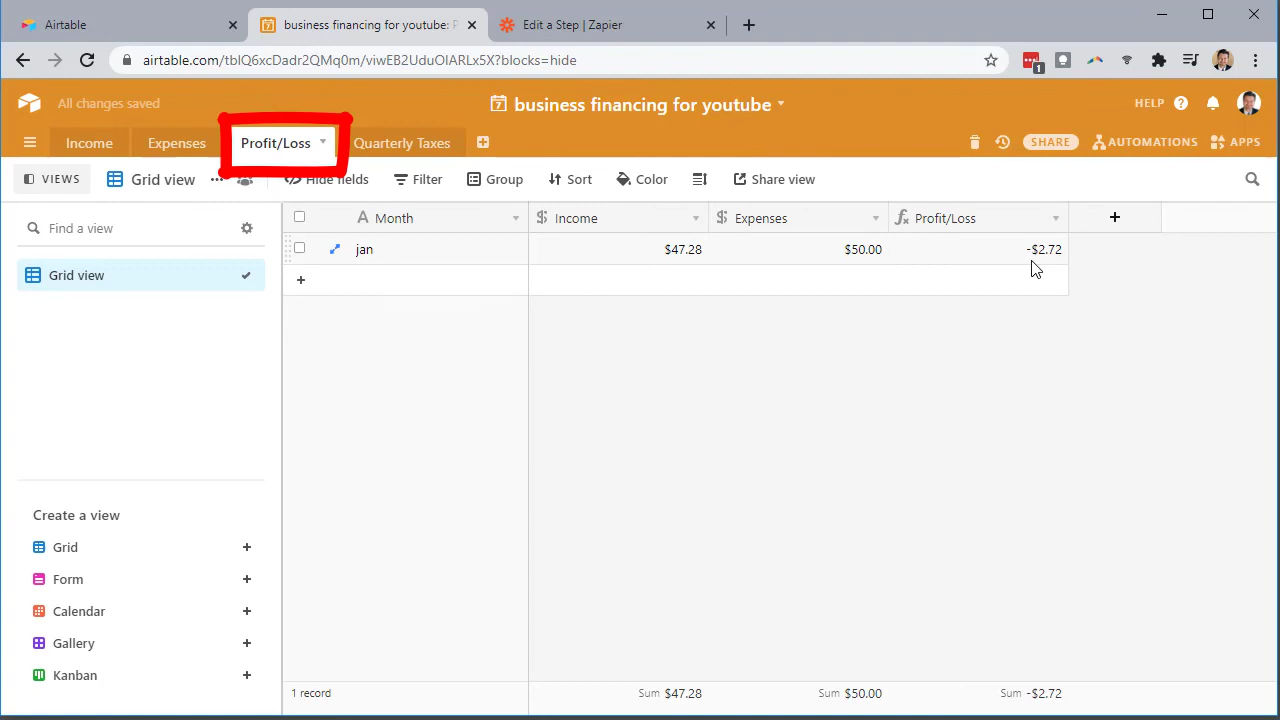 Airtable
business financing for youtube: P
Edit a Step | Zapier
airtable.com/tblQ6xcDadr2QMq0m/viwEB2UduOIARLx5X?blocks=hide
1
All changes saved
7 business financing for youtube
HELP
Income Expenses Profit/Loss Quarterly Taxes
SHARE AUTOMATIONS APPS
VIEWS Grid view ... Hide fields Filter Group Sort Color Share view
Find a view
Month Income Expenses Profit/Loss
jan $47.28 $50.00 -$2.72
Grid view
Create a view
Grid
Form
Calendar
Gallery
Kanban
1 record Sum $47.28 Sum $50.00 Sum -$2.72